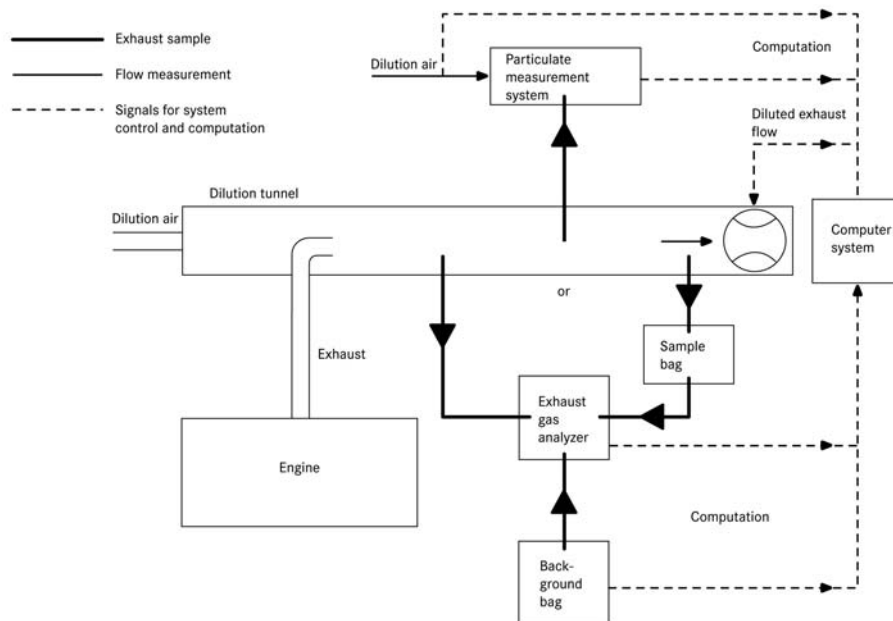 Exhaust sample
Flow measurement
Signals for system
control and computation
Dilution air
Particulate
measurement
system
Computation
Diluted exhaust
flow
Dilution tunnel
Dilution air
Computer
system
or
Exhaust
Sample
bag
Exhaust
gas
analyzer
Engine
Computation
Back-
ground
bag